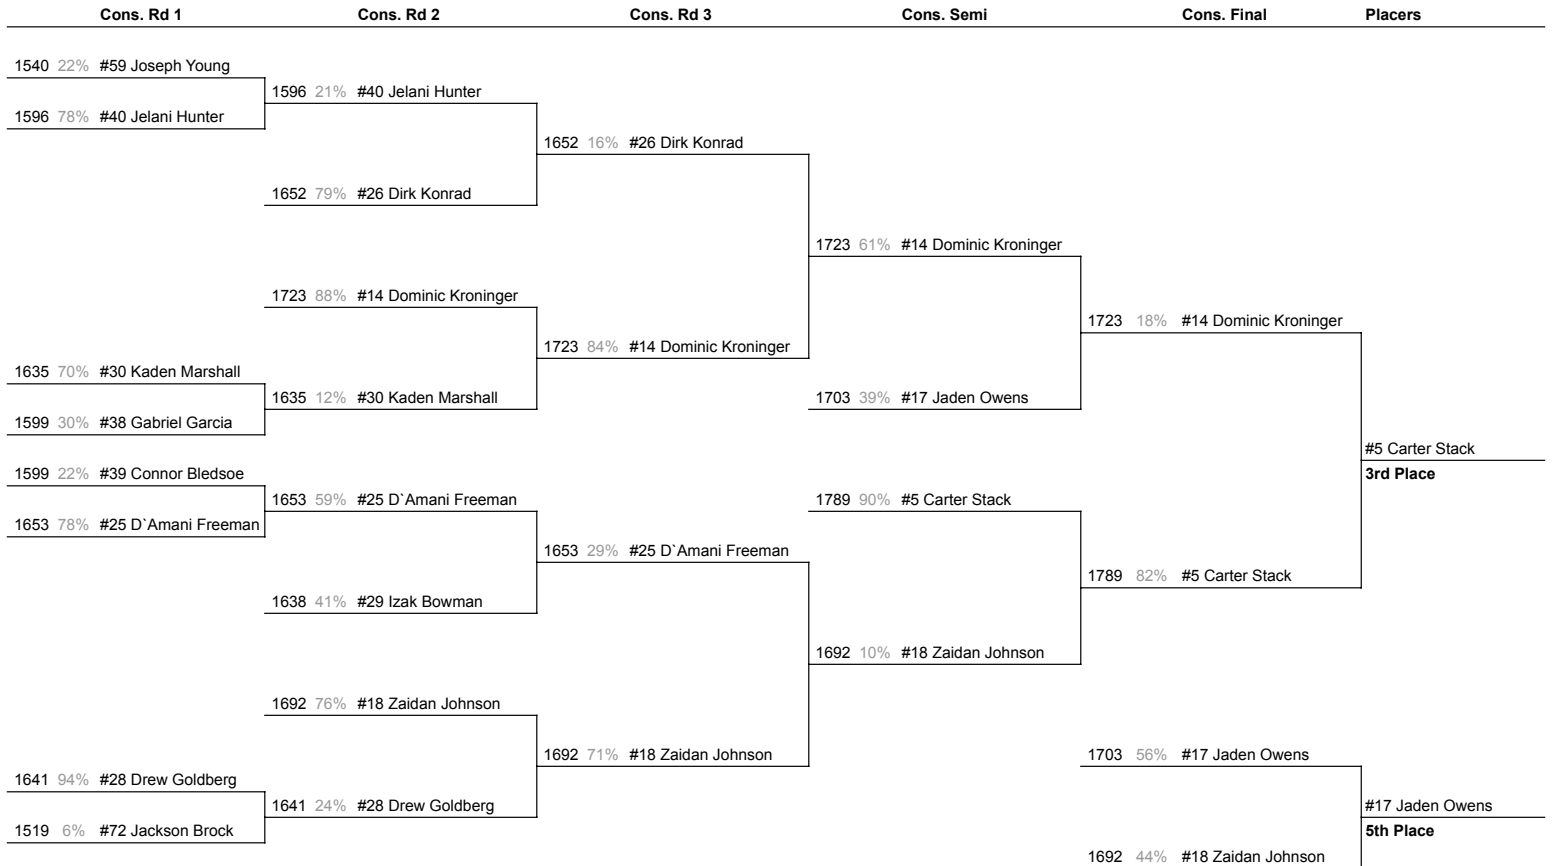 Cons. Rd 1 Cons. Rd 2 Cons. Rd 3 Cons. Semi Cons. Final Placers
1540 22% #59 Joseph Young
1596 21% #40 Jelani Hunter
1596 78% #40 Jelani Hunter
1652 16% #26 Dirk Konrad
1652 79% #26 Dirk Konrad
1723 61% #14 Dominic Kroninger
1723 88% #14 Dominic Kroninger
1723 18% #14 Dominic Kroninger
1723 84% #14 Dominic Kroninger
1635 70% #30 Kaden Marshall
1635 12% #30 Kaden Marshall
1703 39% #17 Jaden Owens
1599 30% #38 Gabriel Garcia
#5 Carter Stack
1599 22% #39 Connor Bledsoe
3rd Place
1653 59% #25 D`Amani Freeman
1789 90% #5 Carter Stack
1653 78% #25 D`Amani Freeman
1653 29% #25 D`Amani Freeman
1789 82% #5 Carter Stack
1638 41% #29 Izak Bowman
1692 10% #18 Zaidan Johnson
1692 76% #18 Zaidan Johnson
1692 71% #18 Zaidan Johnson
1703 56% #17 Jaden Owens
1641 94% #28 Drew Goldberg
1641 24% #28 Drew Goldberg
#17 Jaden Owens
1519 6% #72 Jackson Brock
5th Place
1692 44% #18 Zaidan Johnson